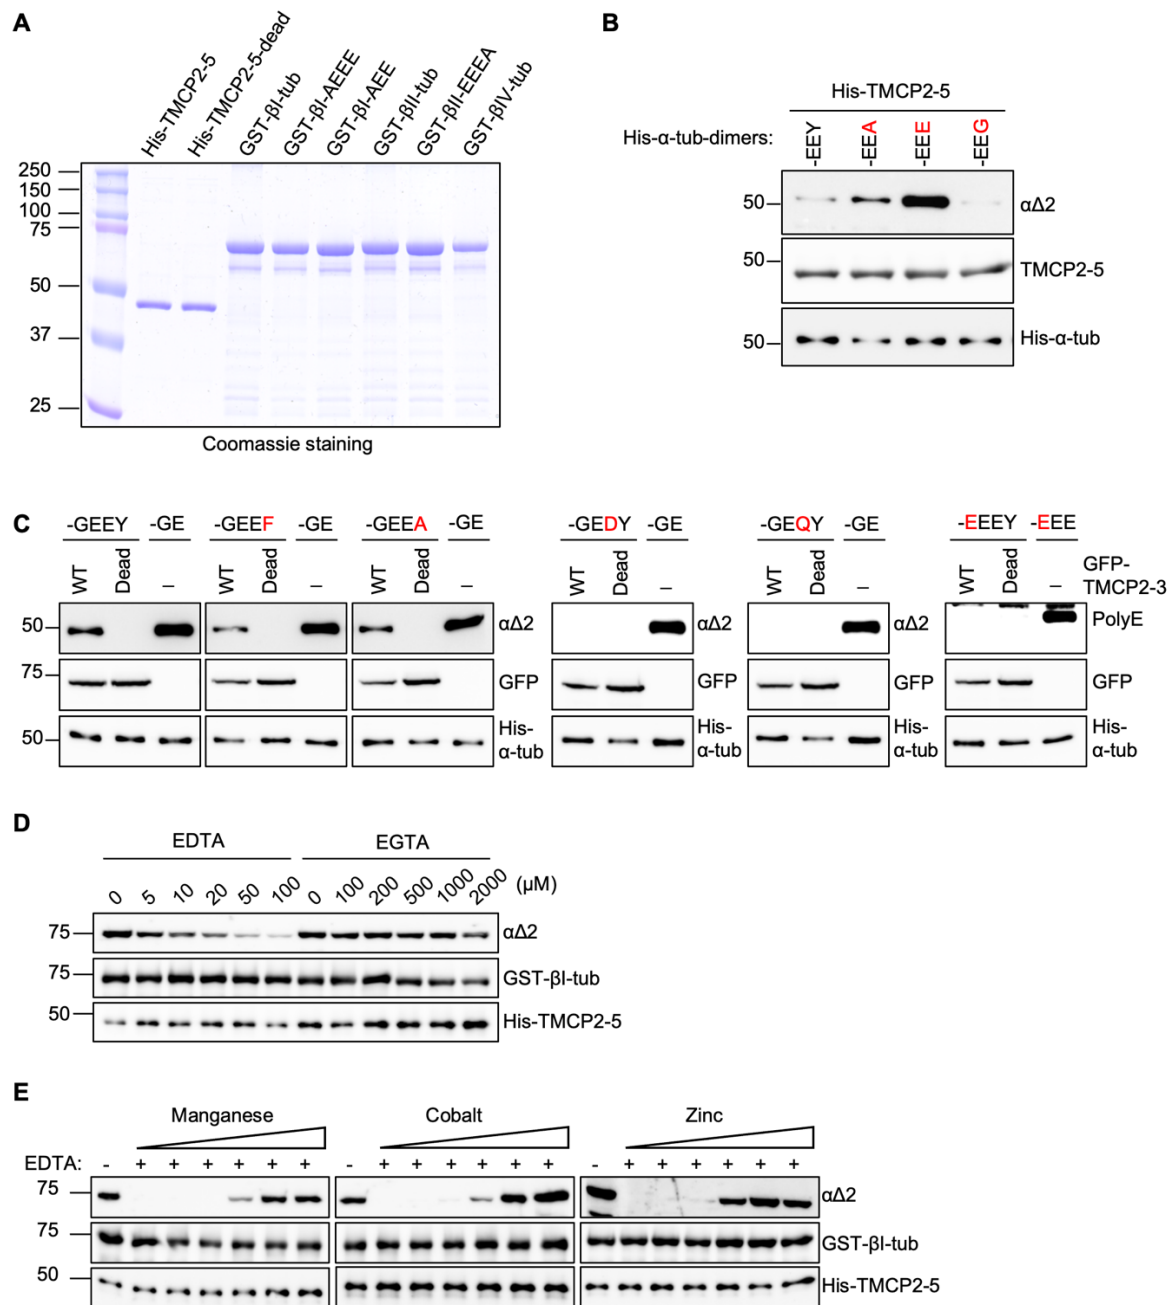 A
His-TMCP2-5
His-TMCP2-5-dead
GST-βI-tub
GST-βI-AEEE
GST-βI-AEE
GST-βII-tub
GST-βII-EEEA
GST-βIV-tub
250
150
100
75
50
37
25
Coomassie staining
B
His-TMCP2-5
His-α-tub-dimers:
-EEY
-EEA
-EEE
-EEG
50
αΔ2
50
TMCP2-5
50
His-α-tub
C
-GEEY -GE -GEEF -GE -GEEA -GE -GEDY -GE -GEQY -GE -EEEY -EEE
WT Dead – WT Dead – WT Dead – WT Dead – WT Dead – WT Dead –
GFP-
TMCP2-3
50 αΔ2 αΔ2 αΔ2 PolyE
75 GFP GFP GFP GFP
50 His-
α-tub His-
α-tub His-
α-tub His-
α-tub
D
EDTA EGTA
0 5 10 20 50 100 0 100 200 500 1000 2000 (μM)
75 αΔ2
75 GST-βI-tub
50 His-TMCP2-5
E
Manganese Cobalt Zinc
EDTA: - + + + + + + - + + + + + + - + + + + + +
75 αΔ2
75 GST-βI-tub
50 His-TMCP2-5